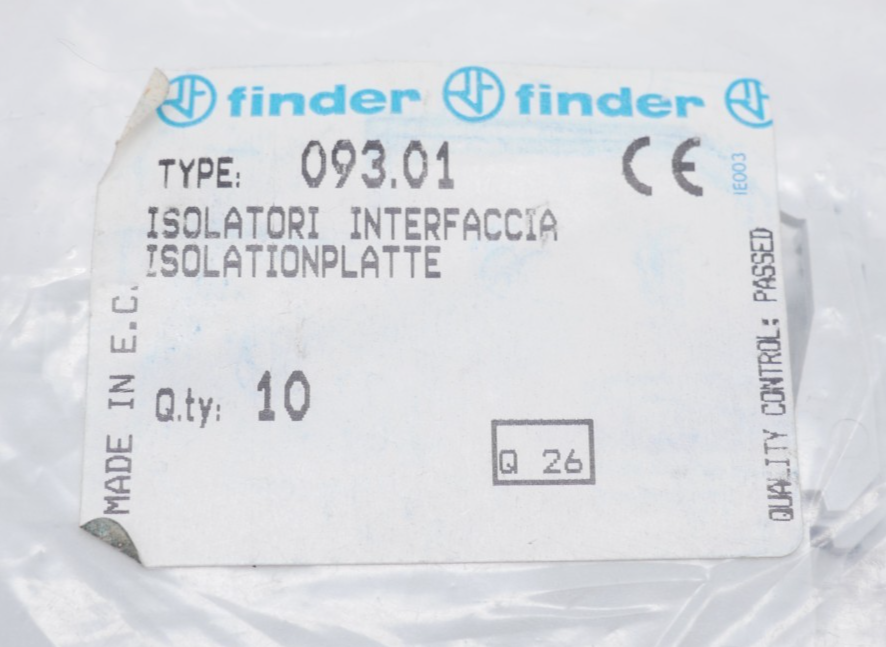 finder finder
TYPE: 093.01 CE
IE003
ISOLATORI INTERFACCIA
ISOLATIONPLATTE
MADE IN E.C.
Q.ty: 10
Q 26
QUALITY CONTROL: PASSED